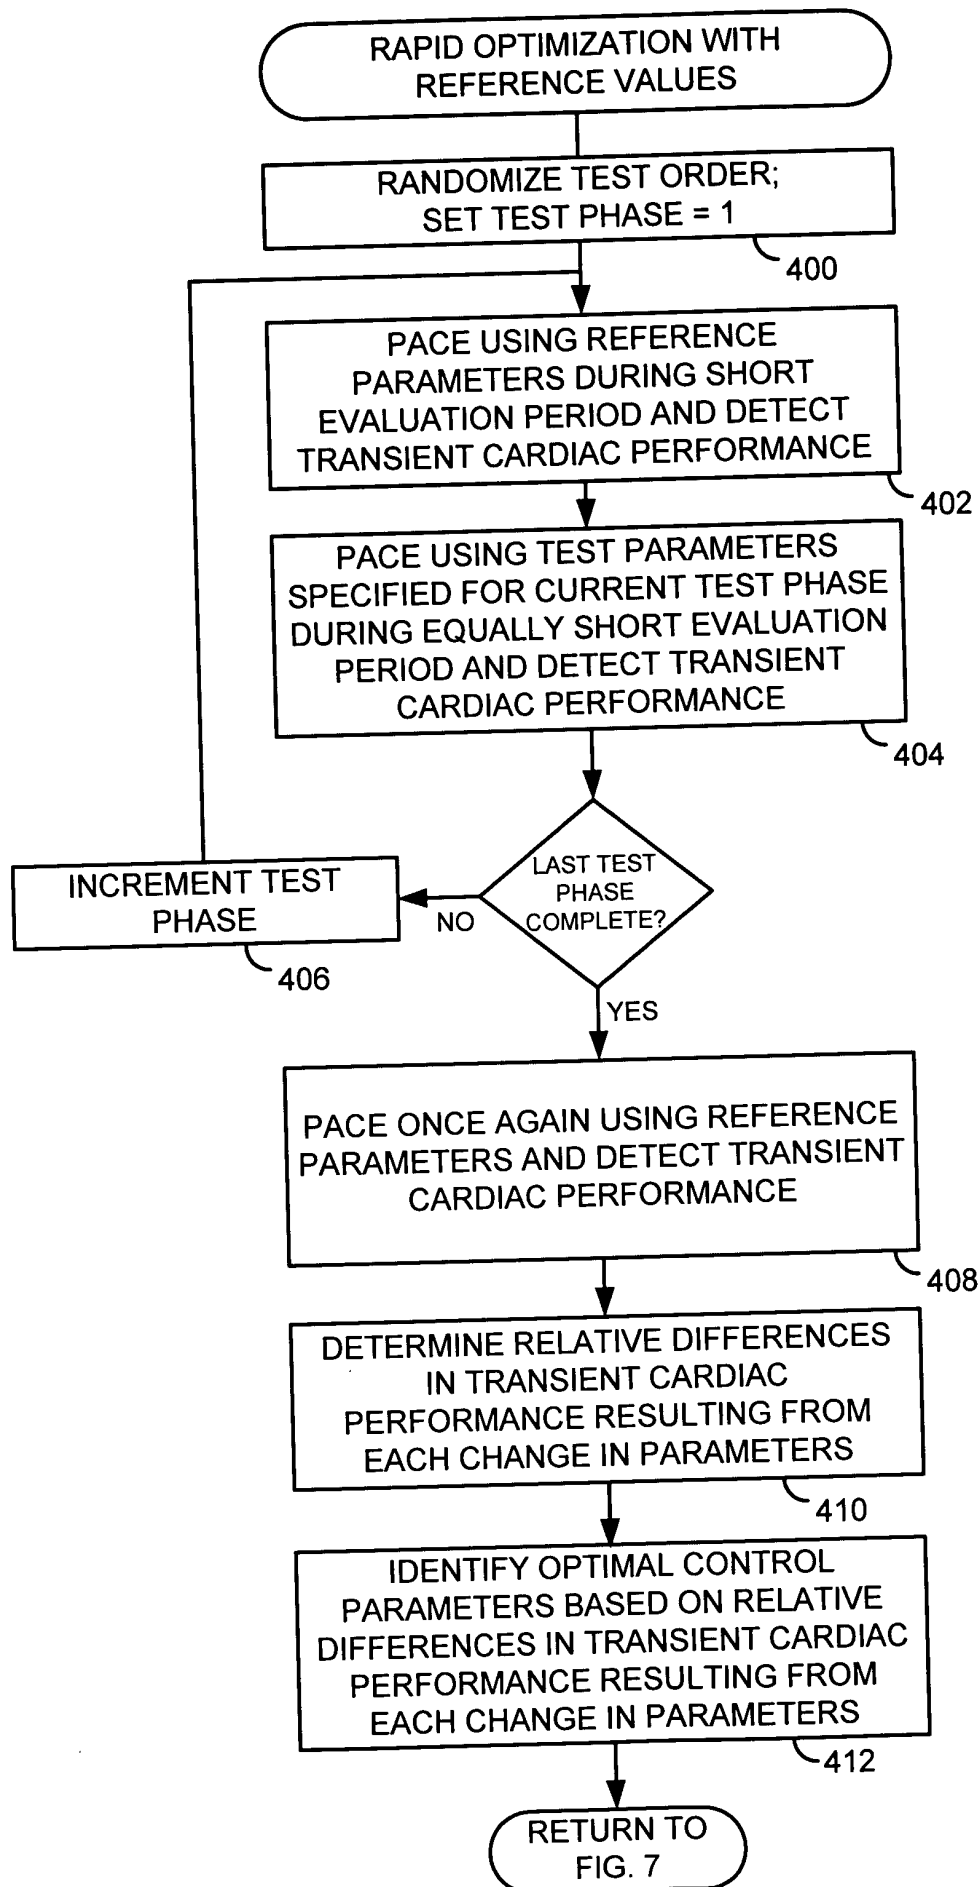 RAPID OPTIMIZATION WITH
REFERENCE VALUES
RANDOMIZE TEST ORDER;
SET TEST PHASE = 1
400
PACE USING REFERENCE
PARAMETERS DURING SHORT
EVALUATION PERIOD AND DETECT
TRANSIENT CARDIAC PERFORMANCE
402
PACE USING TEST PARAMETERS
SPECIFIED FOR CURRENT TEST PHASE
DURING EQUALLY SHORT EVALUATION
PERIOD AND DETECT TRANSIENT
CARDIAC PERFORMANCE
404
LAST TEST
PHASE
COMPLETE?
NO
INCREMENT TEST
PHASE
406
YES
PACE ONCE AGAIN USING REFERENCE
PARAMETERS AND DETECT TRANSIENT
CARDIAC PERFORMANCE
408
DETERMINE RELATIVE DIFFERENCES
IN TRANSIENT CARDIAC
PERFORMANCE RESULTING FROM
EACH CHANGE IN PARAMETERS
410
IDENTIFY OPTIMAL CONTROL
PARAMETERS BASED ON RELATIVE
DIFFERENCES IN TRANSIENT CARDIAC
PERFORMANCE RESULTING FROM
EACH CHANGE IN PARAMETERS
412
RETURN TO
FIG. 7